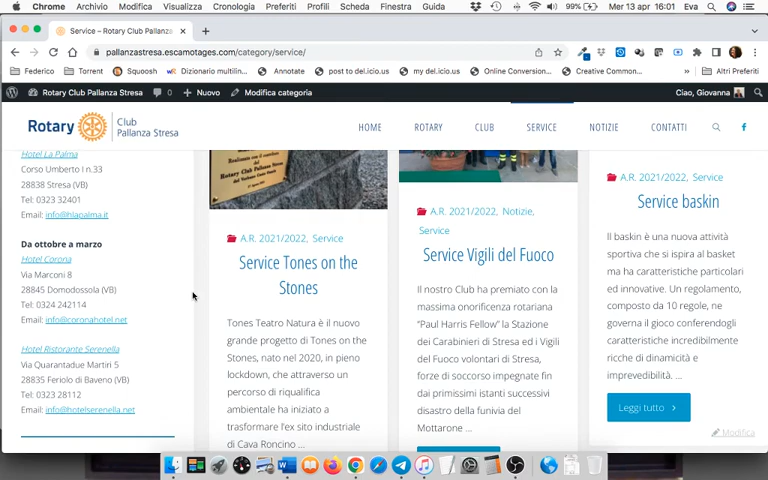 Chrome Archivio Modifica Visualizza Cronologia Preferiti Profili Scheda Finestra Guida 99% Mer 13 apr 16:01 Eva
Service – Rotary Club Pallanz
pallanzastresa.escamotages.com/category/service/
Federico Torrent Squoosh Dizionario multilin... Annotate post to del.icio.us my del.icio.us Online Conversion... Creative Common... » Altri Preferiti
Rotary Club Pallanza Stresa 0 Nuovo Modifica categoria Ciao, Giovanna
Rotary Club Pallanza Stresa
HOME ROTARY CLUB SERVICE NOTIZIE CONTATTI
Hotel La Palma
Corso Umberto I n.33
28838 Stresa (VB)
Tel: 0323 32401
Email: info@hlapalma.it
Da ottobre a marzo
Hotel Corona
Via Marconi 8
28845 Domodossola (VB)
Tel: 0324 242114
Email: info@coronahotel.net
Hotel Ristorante Serenella
Via Quarantadue Martiri 5
28835 Feriolo di Baveno (VB)
Tel: 0323 28112
Email: info@hotelserenella.net
Rotary Club Pallanza Stresa
A.R. 2021/2022, Service
Service Tones on the
Stones
Tones Teatro Natura è il nuovo
grande progetto di Tones on the
Stones, nato nel 2020, in pieno
lockdown, che attraverso un
percorso di riqualifica
ambientale ha iniziato a
trasformare l'ex sito industriale
di Cava Roncino ...
A.R. 2021/2022, Notizie,
Service
Service Vigili del Fuoco
Il nostro Club ha premiato con la
massima onorificenza rotariana
"Paul Harris Fellow" la Stazione
dei Carabinieri di Stresa ed i Vigili
del Fuoco volontari di Stresa,
forze di soccorso impegnate fin
dai primissimi istanti successivi
disastro della funivia del
Mottarone ...
A.R. 2021/2022, Service
Service baskin
Il baskin è una nuova attività
sportiva che si ispira al basket
ma ha caratteristiche particolari
ed innovative. Un regolamento,
composto da 10 regole, ne
governa il gioco conferendogli
caratteristiche incredibilmente
ricche di dinamicità e
imprevedibilità. ...
Leggi tutto
Modifica